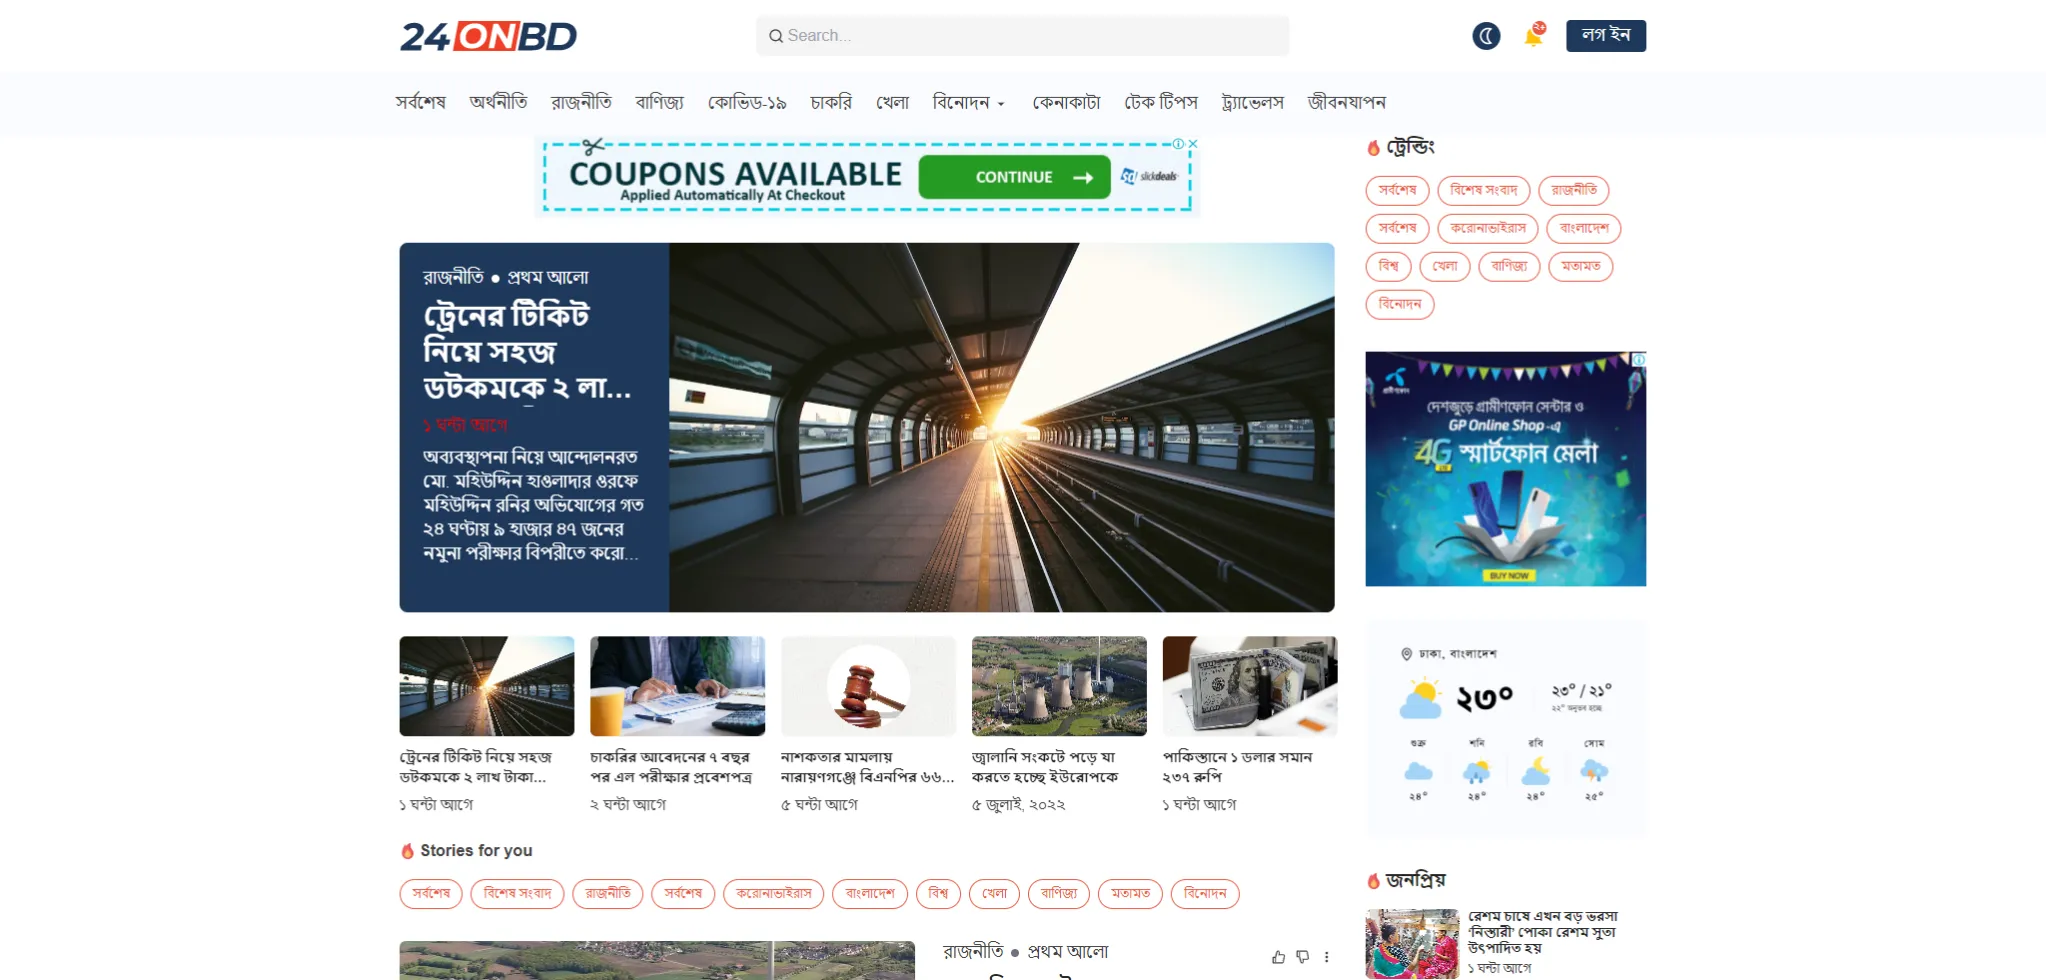 24ONBD
Search...
২+
লগ ইন
সর্বশেষ অর্থনীতি রাজনীতি বাণিজ্য কোভিড-১৯ চাকরি খেলা বিনোদন কেনাকাটা টেক টিপস ট্র্যাভেলস জীবনযাপন
COUPONS AVAILABLE
Applied Automatically At Checkout
CONTINUE
slickdeals
রাজনীতি ● প্রথম আলো
ট্রেনের টিকিট
নিয়ে সহজ
ডটকমকে ২ লা...
১ ঘন্টা আগে
অব্যবস্থাপনা নিয়ে আন্দোলনরত
মো. মহিউদ্দিন হাওলাদার ওরফে
মহিউদ্দিন রনির অভিযোগের গত
২৪ ঘণ্টায় ৯ হাজার ৪৭ জনের
নমুনা পরীক্ষার বিপরীতে করো...
ট্রেনের টিকিট নিয়ে সহজ
ডটকমকে ২ লাখ টাকা...
১ ঘন্টা আগে
চাকরির আবেদনের ৭ বছর
পর এল পরীক্ষার প্রবেশপত্র
২ ঘন্টা আগে
নাশকতার মামলায়
নারায়ণগঞ্জে বিএনপির ৬৬...
৫ ঘন্টা আগে
জ্বালানি সংকটে পড়ে যা
করতে হচ্ছে ইউরোপকে
৫ জুলাই, ২০২২
পাকিস্তানে ১ ডলার সমান
২৩৭ রুপি
১ ঘন্টা আগে
Stories for you
সর্বশেষ বিশেষ সংবাদ রাজনীতি সর্বশেষ করোনাভাইরাস বাংলাদেশ বিশ্ব খেলা বাণিজ্য মতামত বিনোদন
রাজনীতি ● প্রথম আলো
ট্রেন্ডিং
সর্বশেষ বিশেষ সংবাদ রাজনীতি
সর্বশেষ করোনাভাইরাস বাংলাদেশ
বিশ্ব খেলা বাণিজ্য মতামত
বিনোদন
গ্রামীণফোন
দেশজুড়ে গ্রামীণফোন সেন্টার ও
GP Online Shop -এ
4G স্মার্টফোন মেলা
BUY NOW
ঢাকা, বাংলাদেশ
২৩° ২৩° / ২১°
২২° অনুভব হচ্ছে
শুক্র শনি রবি সোম
২৪° ২৪° ২৪° ২৫°
জনপ্রিয়
রেশম চাষে এখন বড় ভরসা
‘নিস্তারী’ পোকা রেশম সুতা
উৎপাদিত হয়
১ ঘন্টা আগে